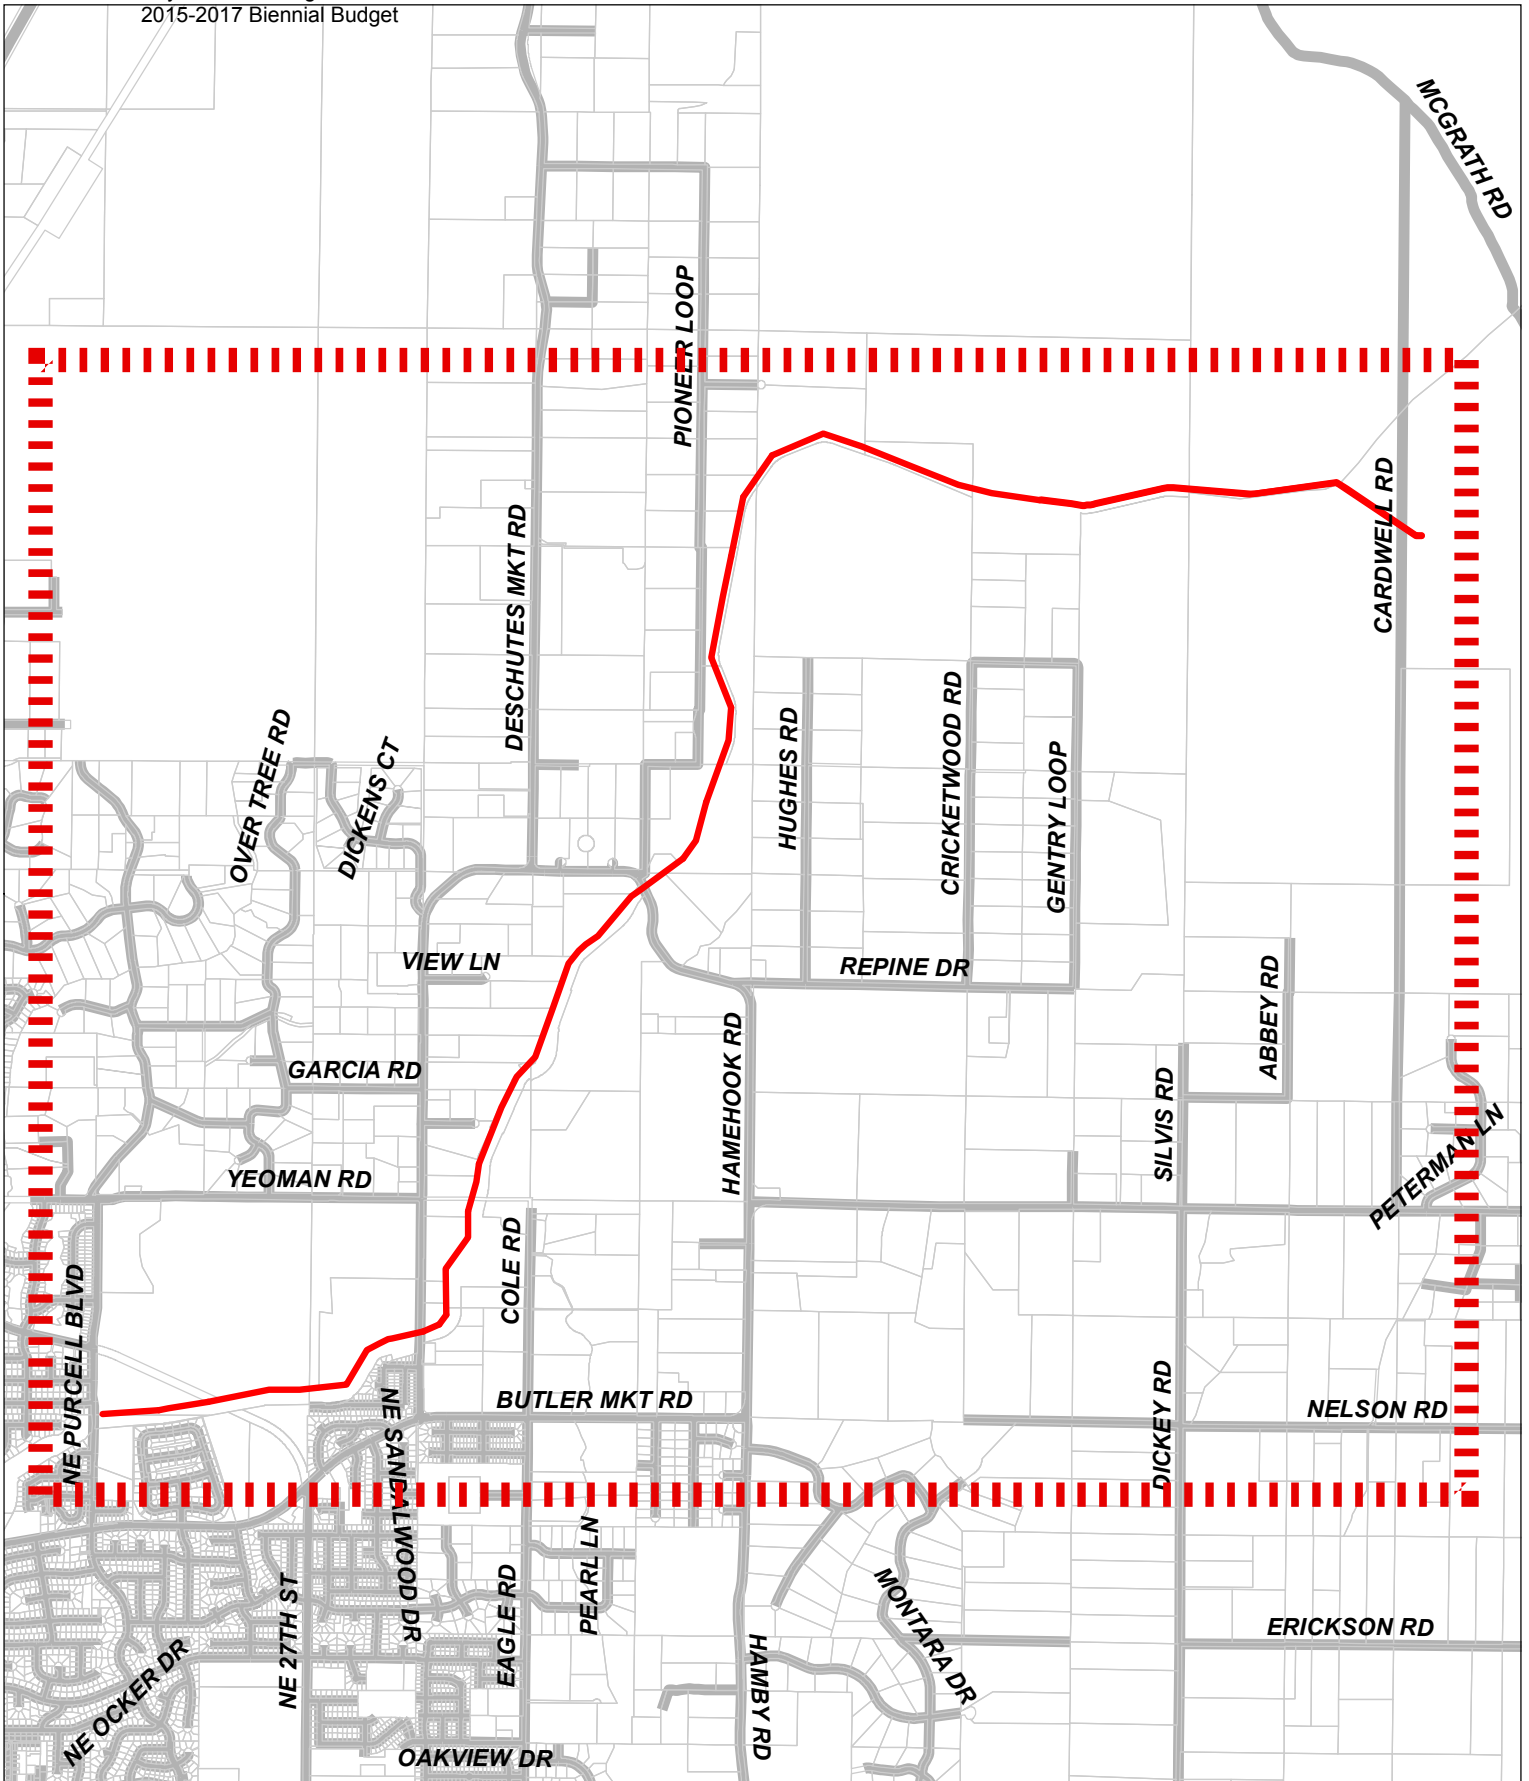 2015-2017 Biennial Budget
MCGRATH RD
PIONEER LOOP
DESCHUTES MKT RD
CARDWELL RD
OVER TREE RD
DICKENS CT
HUGHES RD
CRICKETWOOD RD
GENTRY LOOP
VIEW LN
REPINE DR
ABBEY RD
GARCIA RD
HAMEHOOK RD
SILVIS RD
YEOMAN RD
PETERMAN LN
COLE RD
NE PURCELL BLVD
BUTLER MKT RD
NE SANDALWOOD DR
DICKEY RD
NELSON RD
PEARL LN
EAGLE RD
NE 27TH ST
MONTARA DR
ERICKSON RD
HAMBY RD
NE OCKER DR
OAKVIEW DR